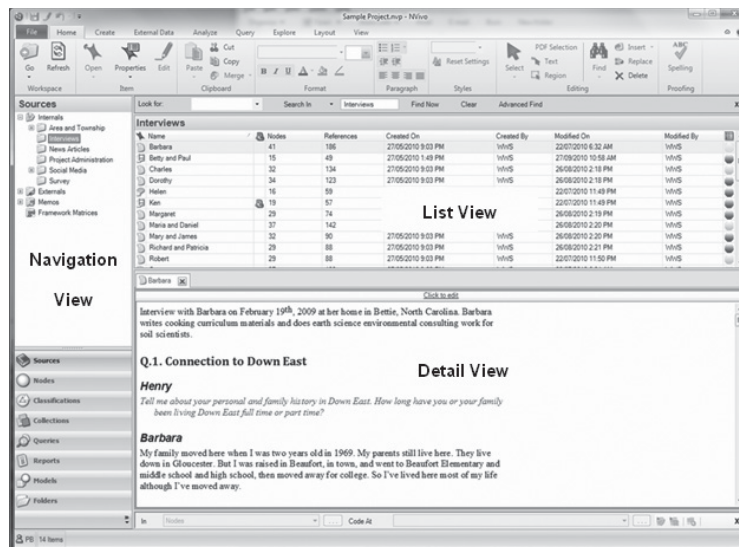 Sample Project.nvp - NVivo
File Home Create External Data Analyze Query Explore Layout View
Go Refresh Open Properties Edit Paste Cut Copy Merge
B I U A
Reset Settings
Select PDF Selection Text Region Find Insert Replace Delete
ABC Spelling
Workspace Item Clipboard Format Paragraph Styles Editing Proofing
Sources
Look for: Search In Interviews Find Now Clear Advanced Find X
Internals
Area and Township
Interviews
News Articles
Project Administration
Social Media
Survey
Externals
Memos
Framework Matrices
Navigation
View
Interviews
Name Nodes References Created On Created By Modified On Modified By
Barbara 41 186 27/05/2010 9:03 PM WWS 22/07/2010 6:32 AM WWS
Betty and Paul 15 49 27/05/2010 1:49 PM WWS 27/09/2010 10:58 AM WWS
Charles 32 134 27/05/2010 9:03 PM WWS 26/08/2010 2:18 PM WWS
Dorothy 34 123 27/05/2010 9:03 PM WWS 26/08/2010 2:18 PM WWS
Helen 16 59 22/07/2010 11:49 PM WWS
Ken 19 57 22/07/2010 11:49 PM WWS
Margaret 29 74 26/08/2010 2:19 PM WWS
Maria and Daniel 37 142 26/08/2010 2:20 PM WWS
Mary and James 32 90 27/05/2010 9:03 PM WWS 26/08/2010 2:20 PM WWS
Richard and Patricia 29 88 27/05/2010 9:03 PM WWS 26/08/2010 2:21 PM WWS
Robert 29 88 27/05/2010 9:03 PM WWS 22/07/2010 11:50 PM WWS
List View
Barbara
Click to edit
Interview with Barbara on February 19th, 2009 at her home in Bettie, North Carolina. Barbara
writes cooking curriculum materials and does earth science environmental consulting work for
soil scientists.
Q.1. Connection to Down East
Detail View
Henry
Tell me about your personal and family history in Down East. How long have you or your family
been living Down East full time or part time?
Barbara
My family moved here when I was two years old in 1969. My parents still live here. They live
down in Gloucester. But I was raised in Beaufort, in town, and went to Beaufort Elementary and
middle school and high school, then moved away for college. So I've lived here most of my life
although I've moved away.
Sources
Nodes
Classifications
Collections
Queries
Reports
Models
Folders
In Nodes Code At X
PB 14 Items